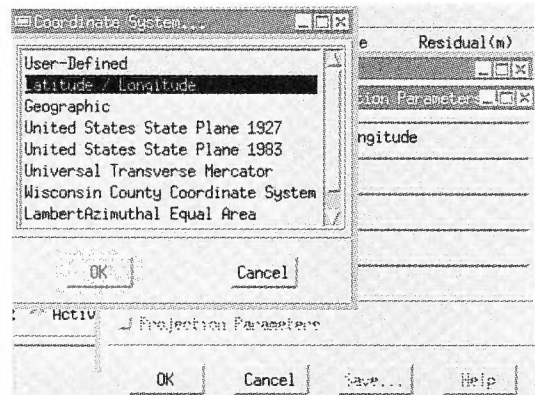 Coordinate System...
User-Defined
Latitude / Longitude
Geographic
United States State Plane 1927
United States State Plane 1983
Universal Transverse Mercator
Wisconsin County Coordinate System
LambertAzimuthal Equal Area
OK Cancel
Residual(m)
Parameters
ngitude
Activ
Projection Parameters
OK Cancel Save... Help